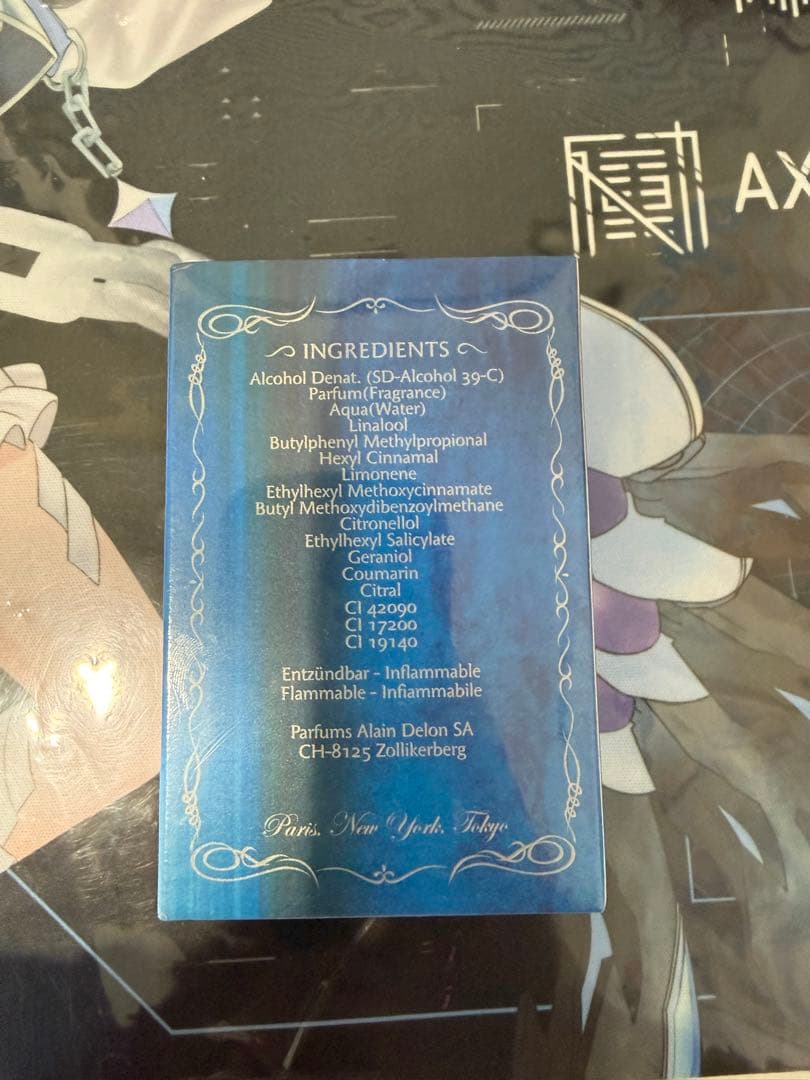 AX
INGREDIENTS
Alcohol Denat. (SD-Alcohol 39-C)
Parfum(Fragrance)
Aqua(Water)
Linalool
Butylphenyl Methylpropional
Hexyl Cinnamal
Limonene
Ethylhexyl Methoxycinnamate
Butyl Methoxydibenzoylmethane
Citronellol
Ethylhexyl Salicylate
Geraniol
Coumarin
Citral
CI 42090
CI 17200
CI 19140
Entzündbar - Inflammable
Flammable - Infiammabile
Parfums Alain Delon SA
CH-8125 Zollikerberg
Paris. New York. Tokyo